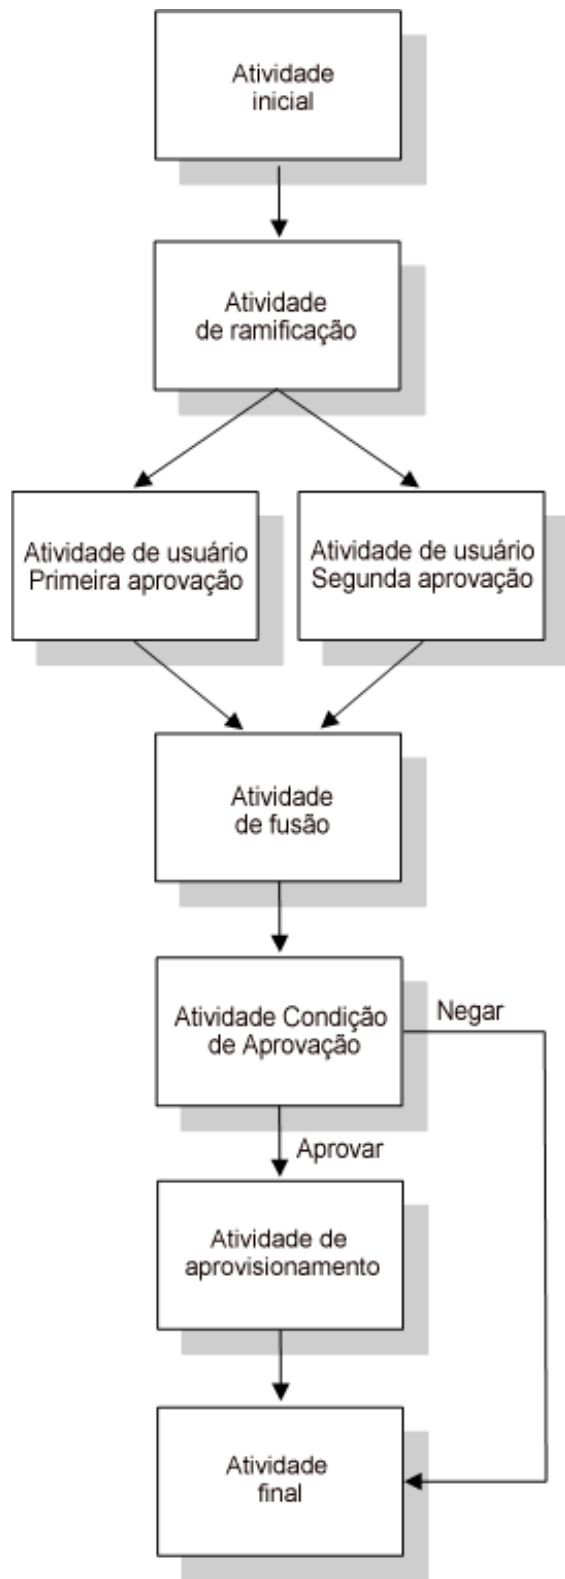 Atividade
inicial
Atividade
de ramificação
Atividade de usuário
Primeira aprovação
Atividade de usuário
Segunda aprovação
Atividade
de fusão
Atividade Condição
de Aprovação
Negar
Aprovar
Atividade de
aprovisionamento
Atividade
final